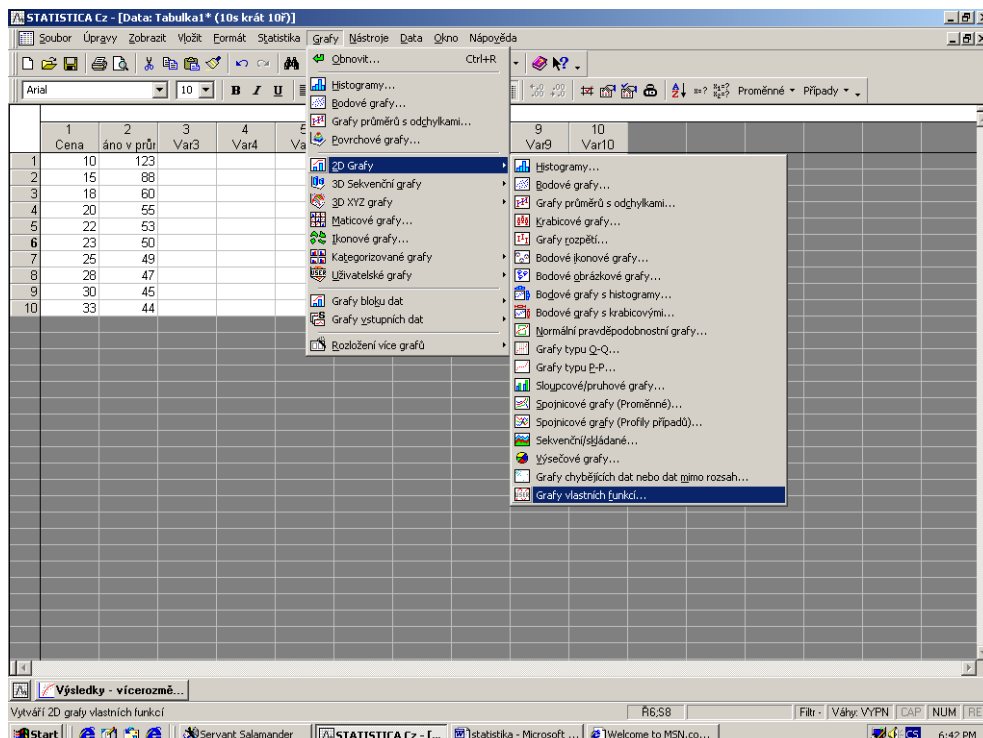 STATISTICA Cz - [Data: Tabulka1* (10s krát 10ř)]
Soubor Úpravy Zobrazit Vložit Formát Statistika Grafy Nástroje Data Okno Nápověda
Arial 10 B I U Proměnné Případy
1 2 3 4 9 10
Cena áno v průr Var3 Var4 Va Var9 Var10
1 10 123
2 15 88
3 18 60
4 20 55
5 22 53
6 23 50
7 25 49
8 28 47
9 30 45
10 33 44
Obnovit... Ctrl+R
Histogramy...
Bodové grafy...
Grafy průměrů s odchylkami...
Povrchové grafy...
2D Grafy
3D Sekvenční grafy
3D XYZ grafy
Maticové grafy...
Ikonové grafy...
Kategorizované grafy
Uživatelské grafy
Grafy bloku dat
Grafy vstupních dat
Rozložení více grafů
Histogramy...
Bodové grafy...
Grafy průměrů s odchylkami...
Krabicové grafy...
Grafy rozpětí...
Bodové ikonové grafy...
Bodové obrázkové grafy...
Bodové grafy s histogramy...
Bodové grafy s krabicovými...
Normální pravděpodobnostní grafy...
Grafy typu Q-Q...
Grafy typu P-P...
Sloupcové/pruhové grafy...
Spojnicové grafy (Proměnné)...
Spojnicové grafy (Profily případů)...
Sekvenční/skládané...
Výsečové grafy...
Grafy chybějících dat nebo dat mimo rozsah...
Grafy vlastních funkcí...
Výsledky - vícerozmě...
Vytváří 2D grafy vlastních funkcí Ř6;S8 Filtr - Váhy: VYPN CAP NUM RE
Start Servant Salamander STATISTICA Cz - [... statistika - Microsoft ... Welcome to MSN.co... CS 6:42 PM